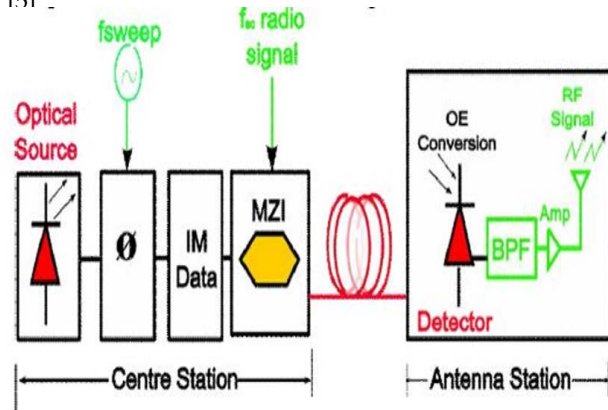 fsweep
radio
signal
Optical
Source
Ø
IM
Data
MZI
OE
Conversion
RF
Signal
BPF
Amp
Detector
Centre Station
Antenna Station